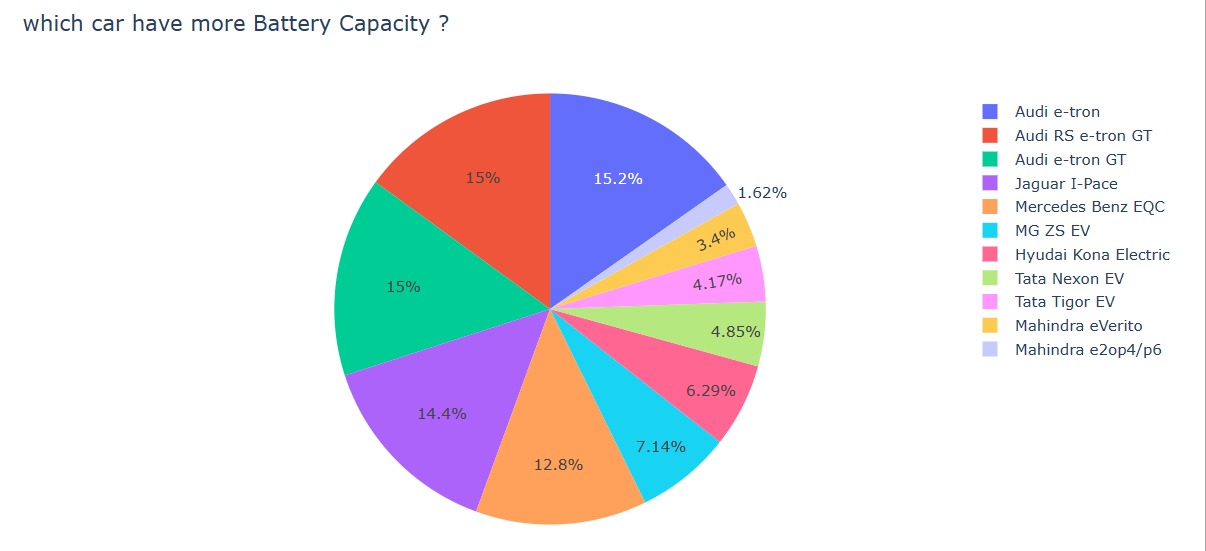 which car have more Battery Capacity ?
15%
15.2%
1.62%
3.4%
4.17%
4.85%
6.29%
7.14%
12.8%
14.4%
15%
Audi e-tron
Audi RS e-tron GT
Audi e-tron GT
Jaguar I-Pace
Mercedes Benz EQC
MG ZS EV
Hyudai Kona Electric
Tata Nexon EV
Tata Tigor EV
Mahindra eVerito
Mahindra e2op4/p6